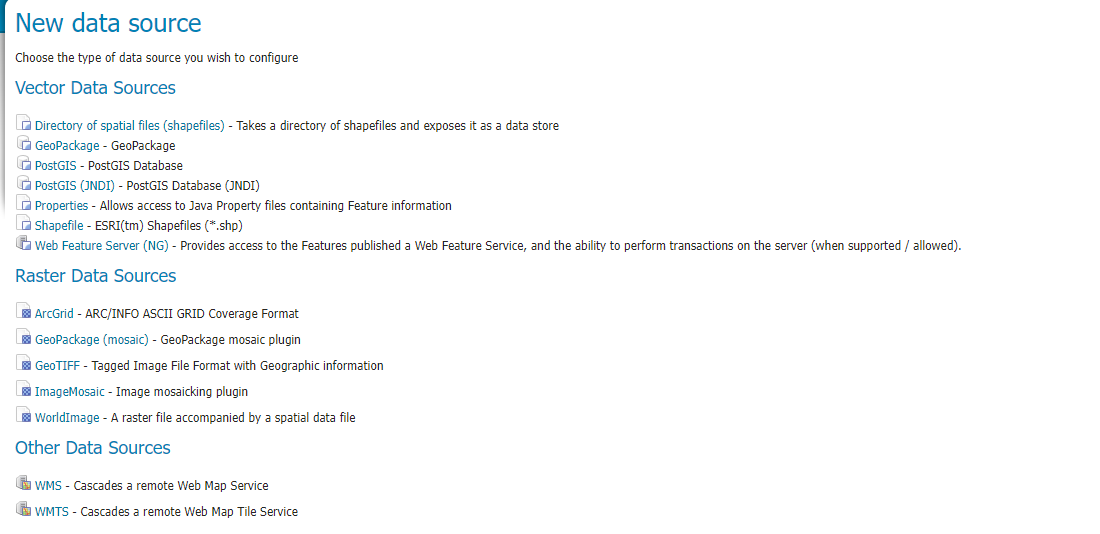 New data source
Choose the type of data source you wish to configure
Vector Data Sources
Directory of spatial files (shapefiles) - Takes a directory of shapefiles and exposes it as a data store
GeoPackage - GeoPackage
PostGIS - PostGIS Database
PostGIS (JNDI) - PostGIS Database (JNDI)
Properties - Allows access to Java Property files containing Feature information
Shapefile - ESRI(tm) Shapefiles (*.shp)
Web Feature Server (NG) - Provides access to the Features published a Web Feature Service, and the ability to perform transactions on the server (when supported / allowed).
Raster Data Sources
ArcGrid - ARC/INFO ASCII GRID Coverage Format
GeoPackage (mosaic) - GeoPackage mosaic plugin
GeoTIFF - Tagged Image File Format with Geographic information
ImageMosaic - Image mosaicking plugin
WorldImage - A raster file accompanied by a spatial data file
Other Data Sources
WMS - Cascades a remote Web Map Service
WMTS - Cascades a remote Web Map Tile Service